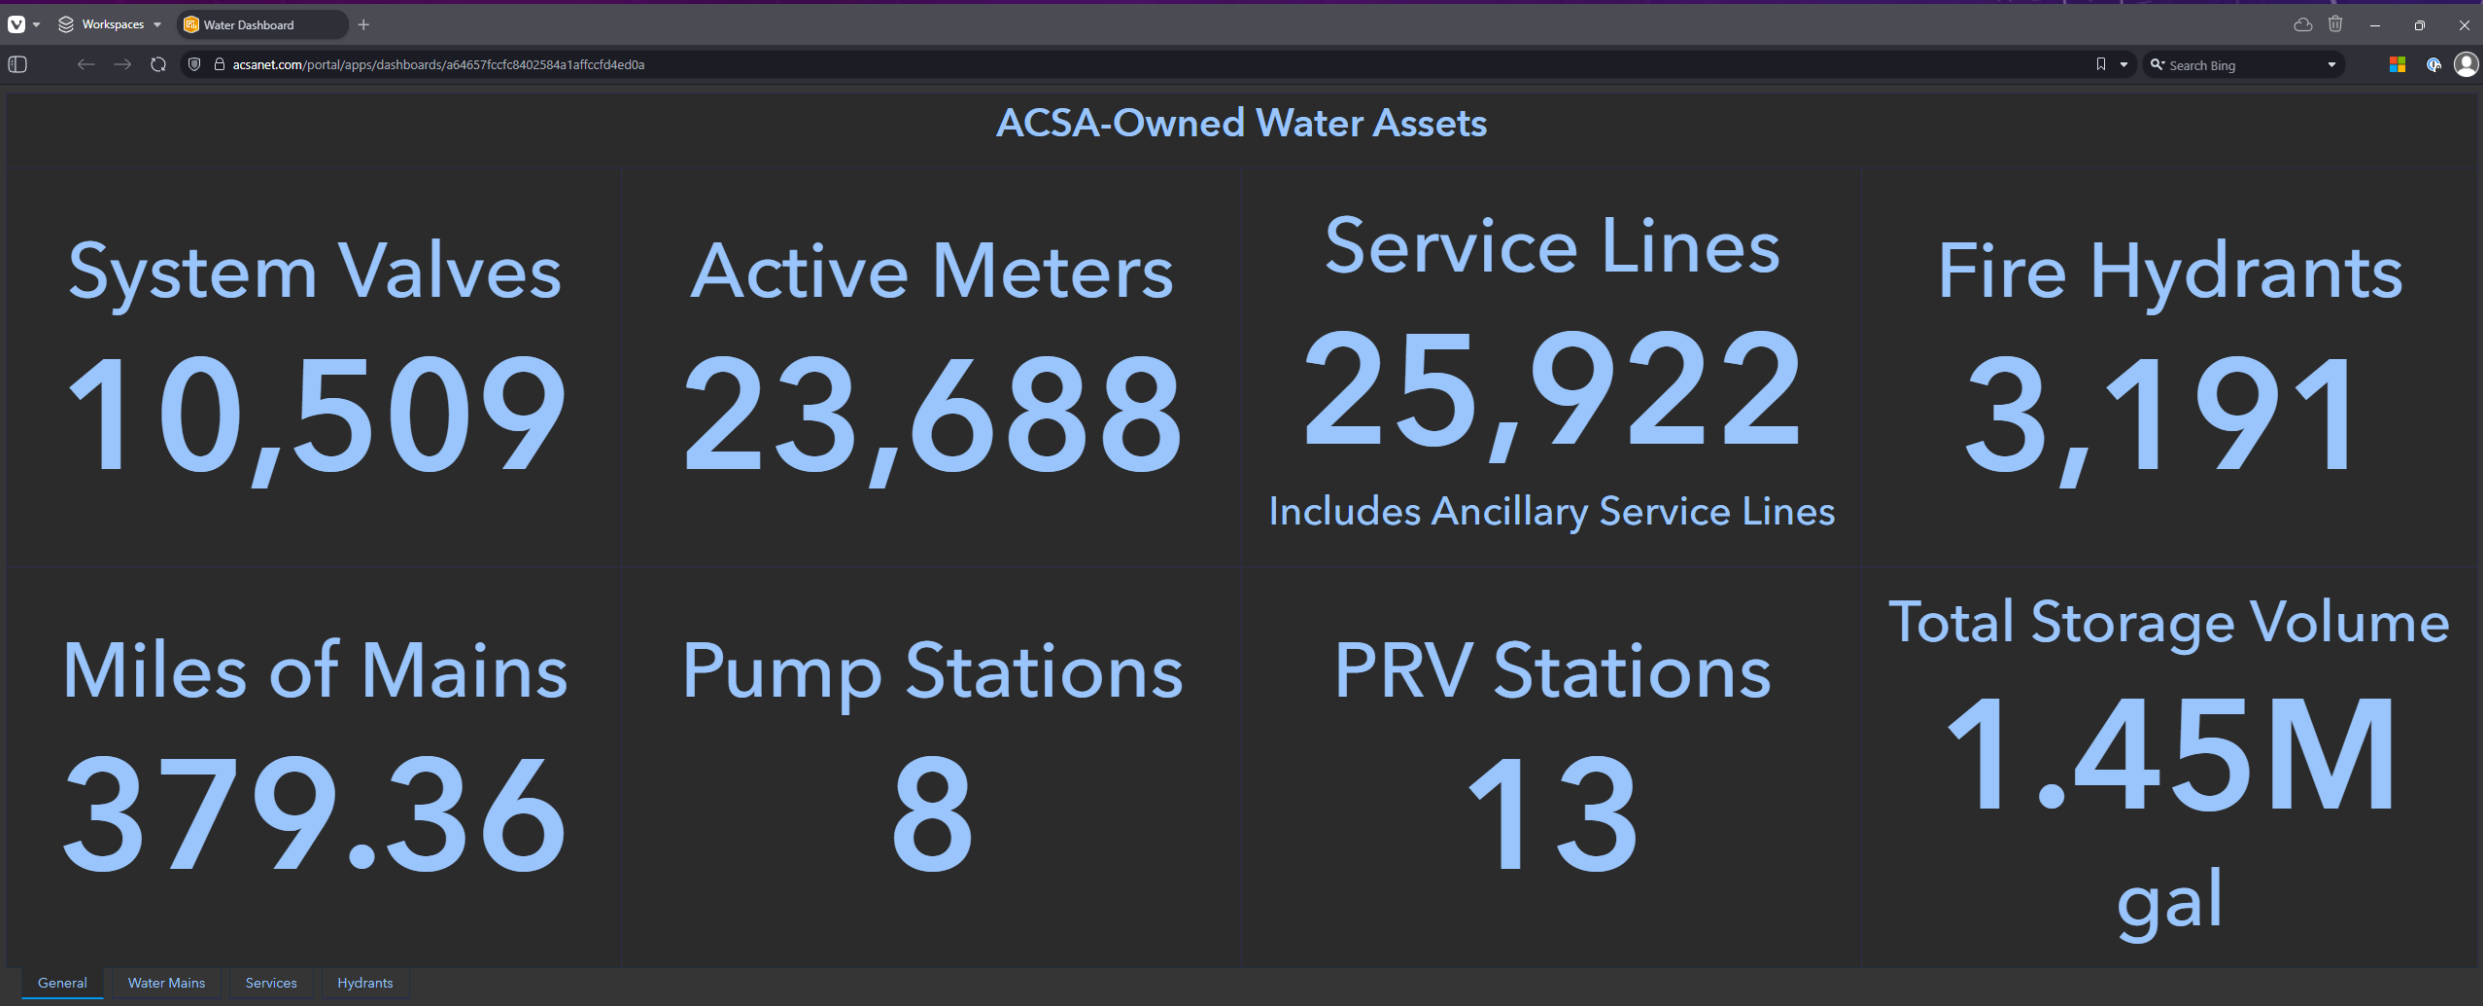 Workspaces
Water Dashboard
acsanet.com/portal/apps/dashboards/a64657fccfc8402584a1affccfd4ed0a
Search Bing
ACSA-Owned Water Assets
System Valves
10,509
Active Meters
23,688
Service Lines
25,922
Includes Ancillary Service Lines
Fire Hydrants
3,191
Miles of Mains
379.36
Pump Stations
8
PRV Stations
13
Total Storage Volume
1.45M
gal
General
Water Mains
Services
Hydrants